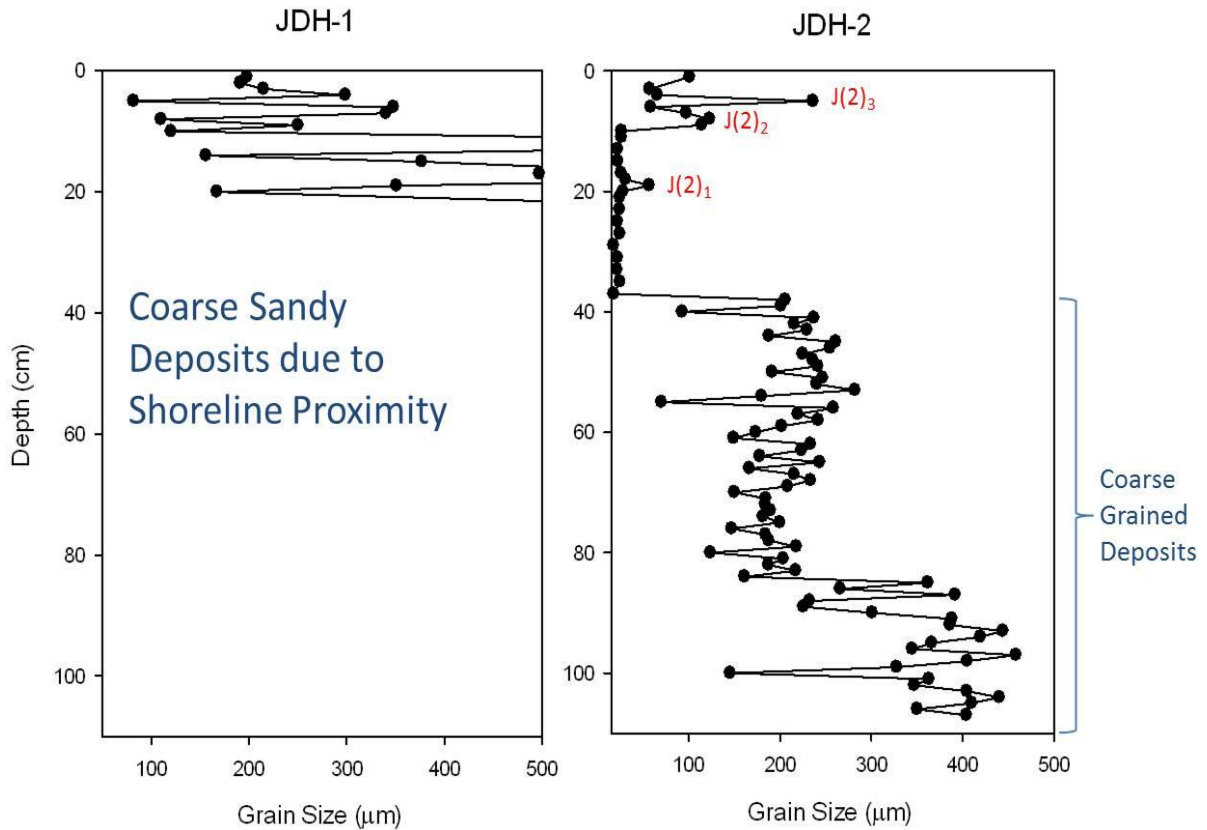 JDH-1
JDH-2
0
20
40
60
80
100
Depth (cm)
100
200
300
400
500
Grain Size (μm)
Coarse Sandy
Deposits due to
Shoreline Proximity
0
20
40
60
80
100
100
200
300
400
500
Grain Size (μm)
J(2)₃
J(2)₂
J(2)₁
Coarse
Grained
Deposits